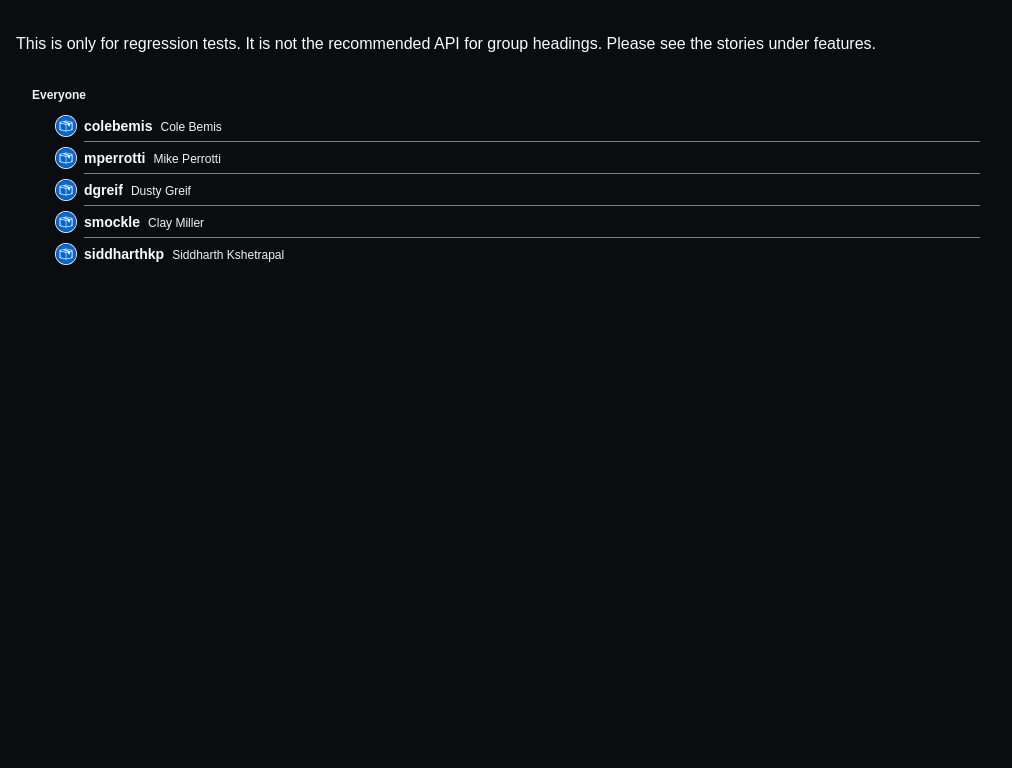 This is only for regression tests. It is not the recommended API for group headings. Please see the stories under features.
Everyone
colebemis Cole Bemis
mperrotti Mike Perrotti
dgreif Dusty Greif
smockle Clay Miller
siddharthkp Siddharth Kshetrapal